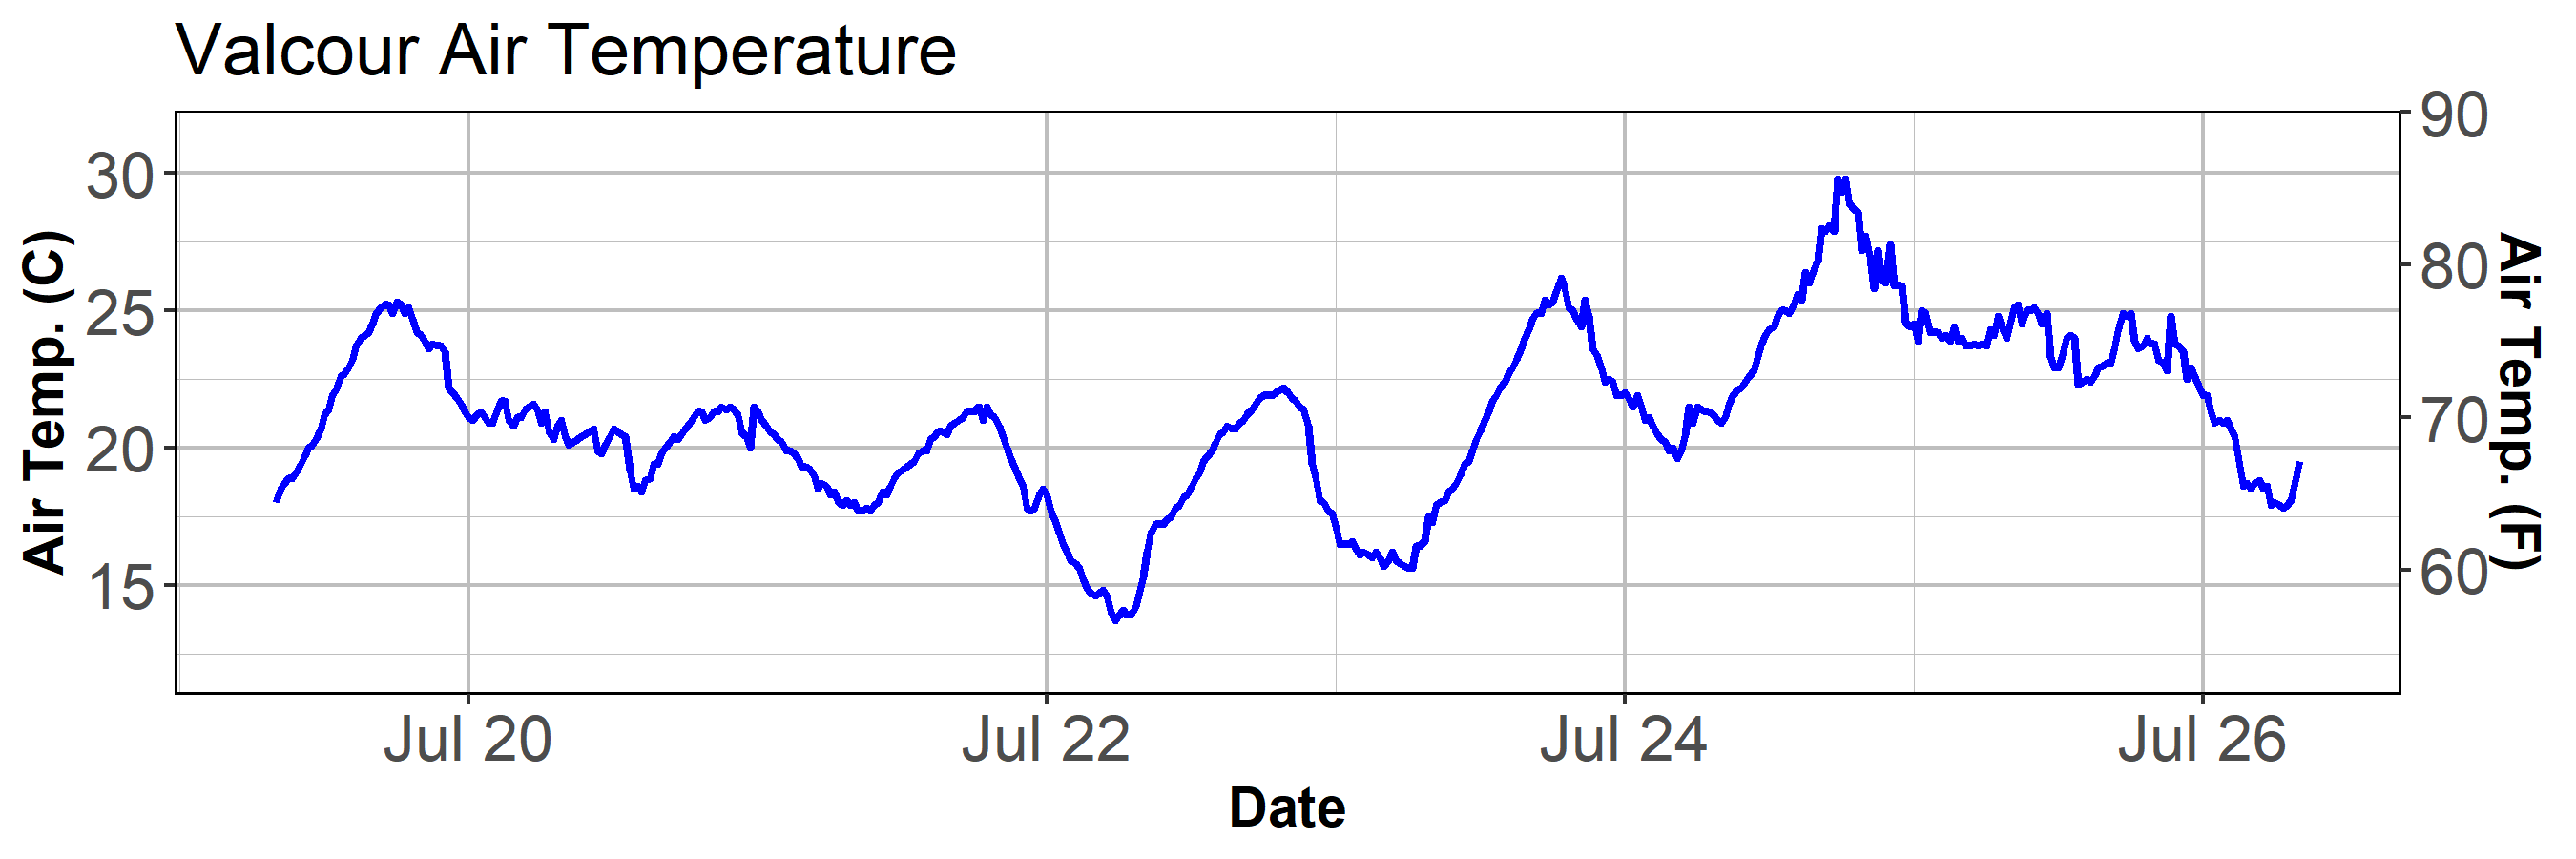 Valcour Air Temperature
Air Temp. (C)
30
25
20
15
90
80
70
60
Air Temp. (F)
Jul 20
Jul 22
Jul 24
Jul 26
Date